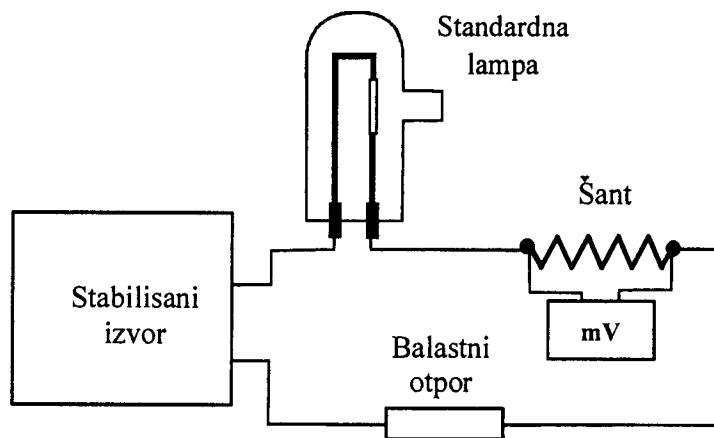 Standardna
lampa
Šant
Stabilisani
izvor
mV
Balastni
otpor